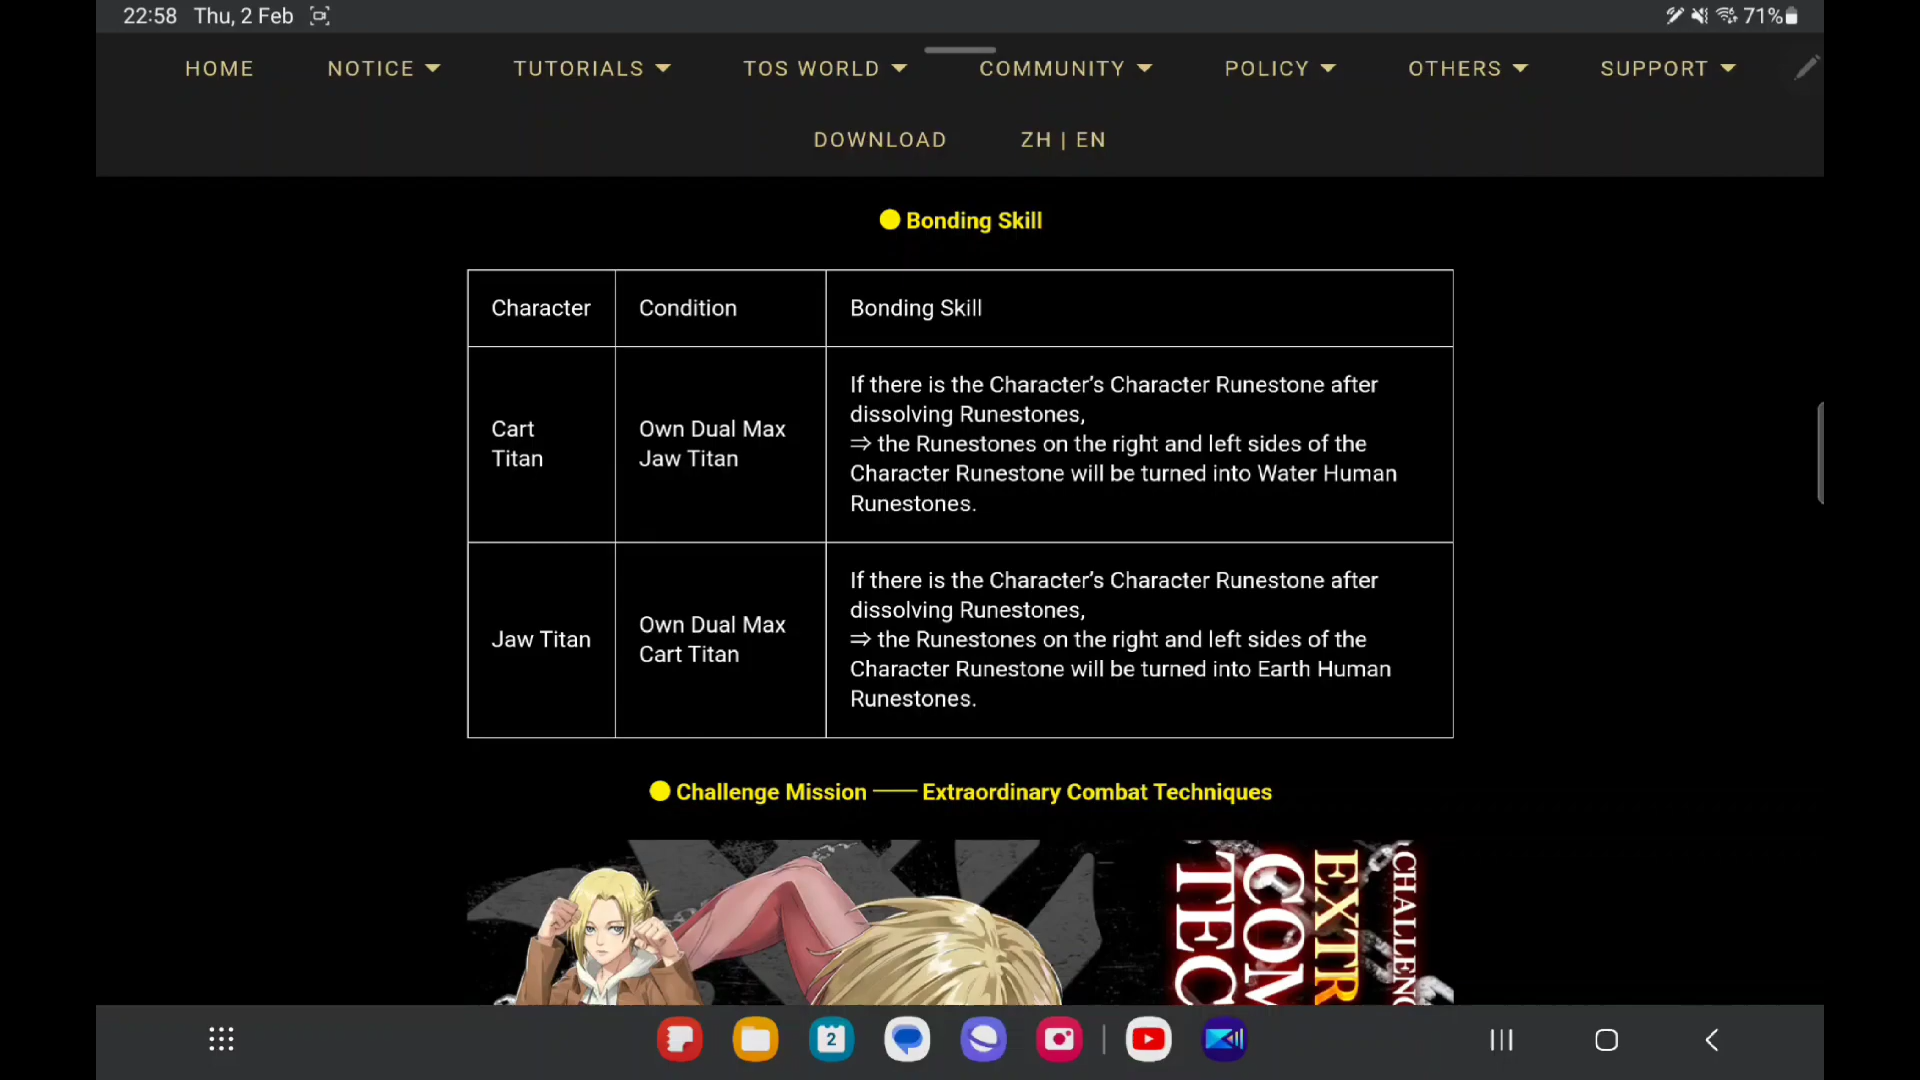 22:58 Thu, 2 Feb
71%
HOME NOTICE TUTORIALS TOS WORLD COMMUNITY POLICY OTHERS SUPPORT
DOWNLOAD ZH | EN
Bonding Skill
Character Condition Bonding Skill
Cart
Titan
Own Dual Max
Jaw Titan
If there is the Character’s Character Runestone after
dissolving Runestones,
⇒ the Runestones on the right and left sides of the
Character Runestone will be turned into Water Human
Runestones.
Jaw Titan
Own Dual Max
Cart Titan
If there is the Character’s Character Runestone after
dissolving Runestones,
⇒ the Runestones on the right and left sides of the
Character Runestone will be turned into Earth Human
Runestones.
Challenge Mission —— Extraordinary Combat Techniques
CHALLENG
EXTR
COM
TEC
2